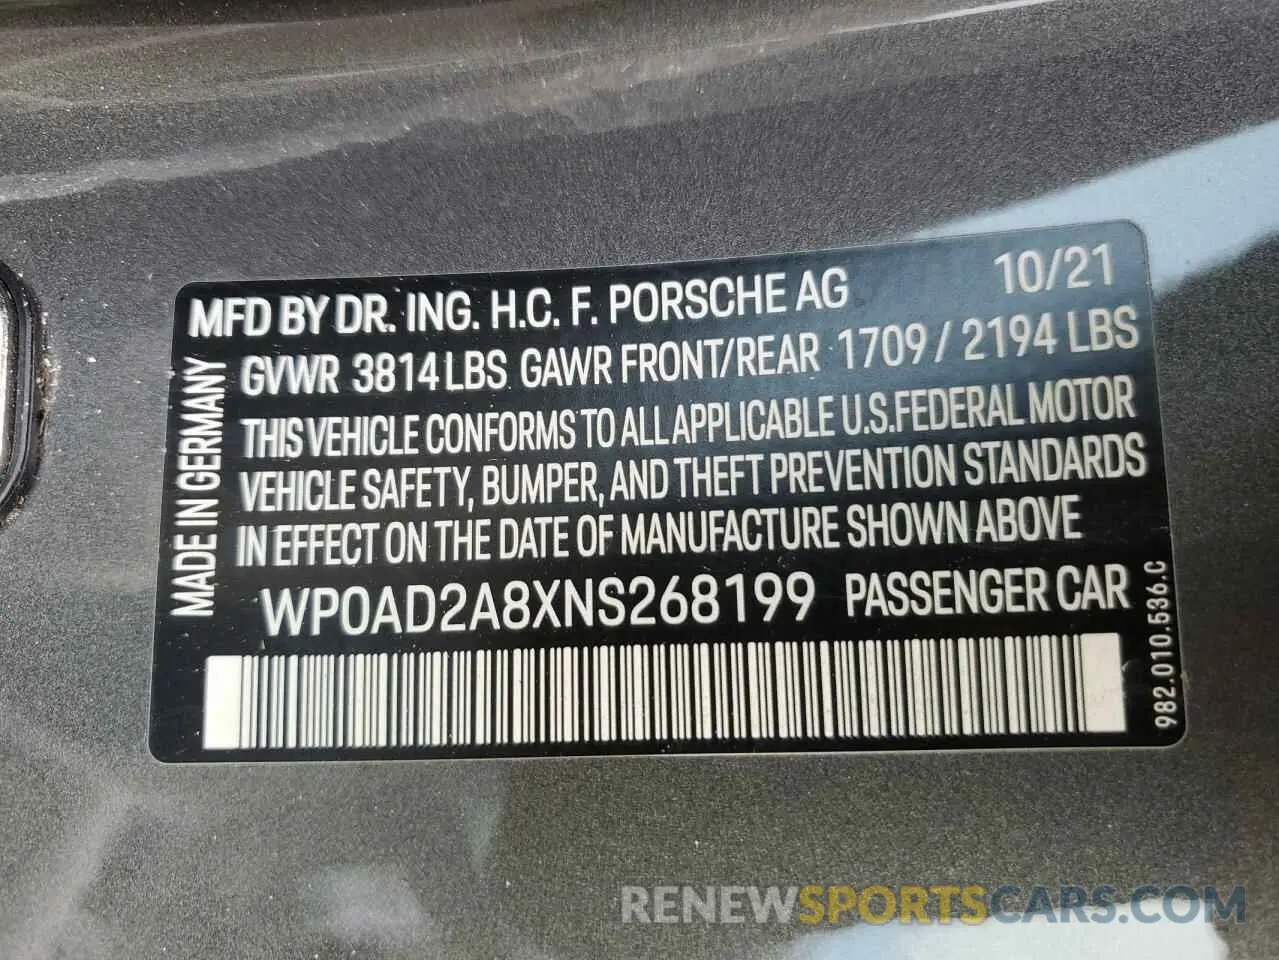 MFD BY DR. ING. H.C. F. PORSCHE AG 10/21
GVWR 3814 LBS GAWR FRONT/REAR 1709 / 2194 LBS
THIS VEHICLE CONFORMS TO ALL APPLICABLE U.S.FEDERAL MOTOR
VEHICLE SAFETY, BUMPER, AND THEFT PREVENTION STANDARDS
IN EFFECT ON THE DATE OF MANUFACTURE SHOWN ABOVE
WP0AD2A8XNS268199 PASSENGER CAR
MADE IN GERMANY
982.010.536.C
RENEWSPORTSCARS.COM